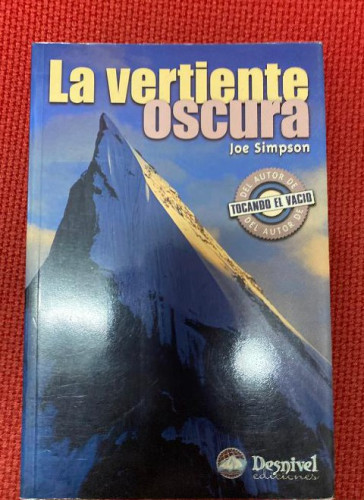 La vertiente
oscura
Joe Simpson
DEL AUTOR DE
TOCANDO EL VACÍO
DEL AUTOR DE
Desnivel
ediciones